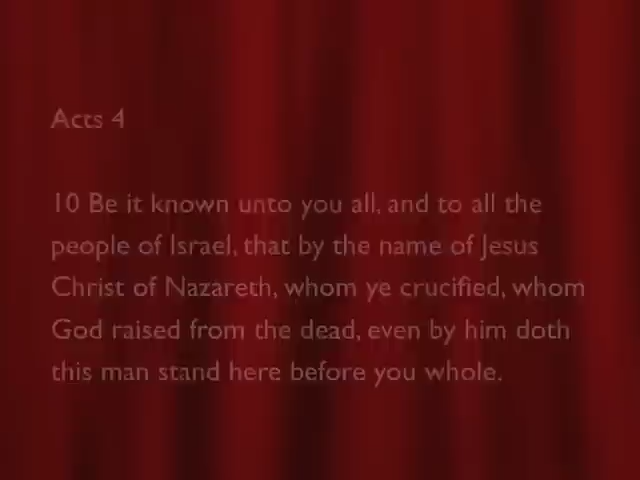 Acts 4
10 Be it known unto you all, and to all the
people of Israel, that by the name of Jesus
Christ of Nazareth, whom ye crucified, whom
God raised from the dead, even by him doth
this man stand here before you whole.